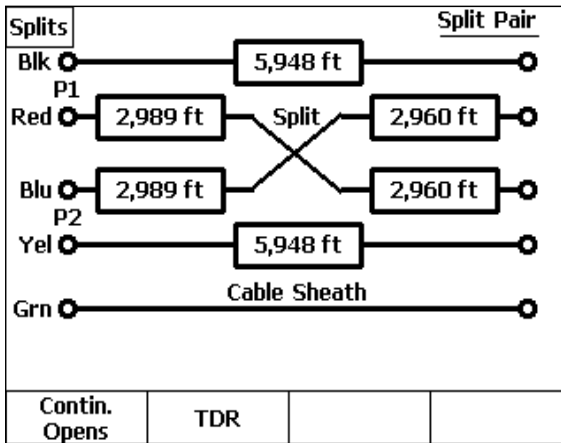 Splits
Split Pair
Blk
5,948 ft
P1
Red
2,989 ft
Split
2,960 ft
Blu
2,989 ft
2,960 ft
P2
Yel
5,948 ft
Cable Sheath
Grn
Contin.
Opens
TDR